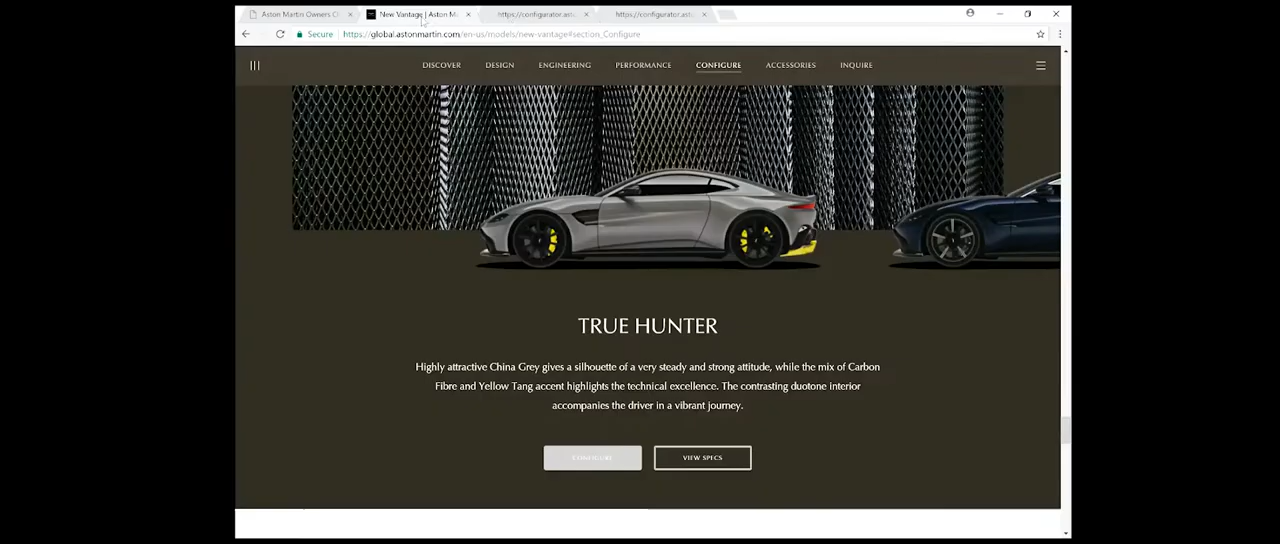 Aston Martin Owners Cl
New Vantage | Aston Ma
https://configurator.ast
https://configurator.ast
Secure
https://global.astonmartin.com/en-us/models/new-vantage#section_Configure
DISCOVER
DESIGN
ENGINEERING
PERFORMANCE
CONFIGURE
ACCESSORIES
INQUIRE
TRUE HUNTER
Highly attractive China Grey gives a silhouette of a very steady and strong attitude, while the mix of Carbon
Fibre and Yellow Tang accent highlights the technical excellence. The contrasting duotone interior
accompanies the driver in a vibrant journey.
CONFIGURE
VIEW SPECS